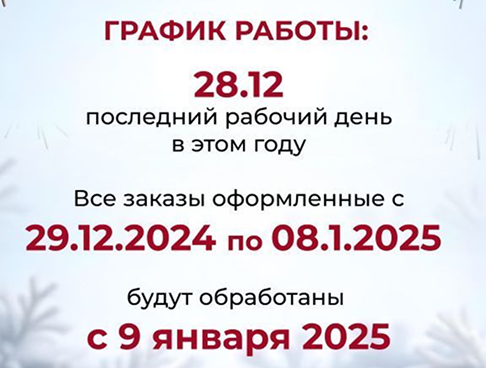 ГРАФИК РАБОТЫ:
28.12
последний рабочий день
в этом году
Все заказы оформленные с
29.12.2024 по 08.1.2025
будут обработаны
с 9 января 2025